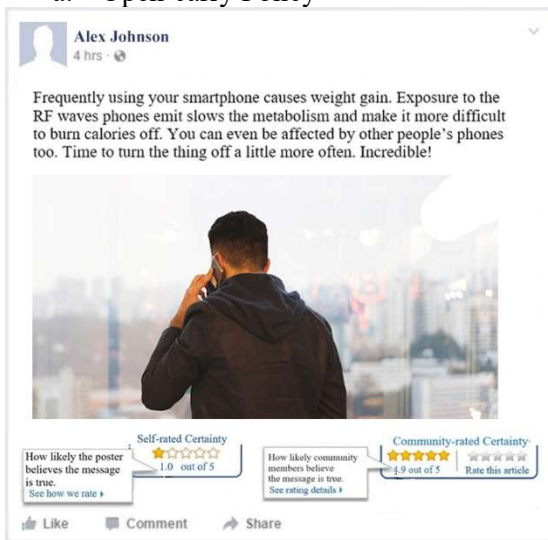 Alex Johnson
4 hrs ·
Frequently using your smartphone causes weight gain. Exposure to the
RF waves phones emit slows the metabolism and make it more difficult
to burn calories off. You can even be affected by other people's phones
too. Time to turn the thing off a little more often. Incredible!
Self-rated Certainty
1.0 out of 5
How likely the poster
believes the message
is true.
See how we rate
Community-rated Certainty
4.9 out of 5
Rate this article
How likely community
members believe
the message is true.
See rating details
Like
Comment
Share